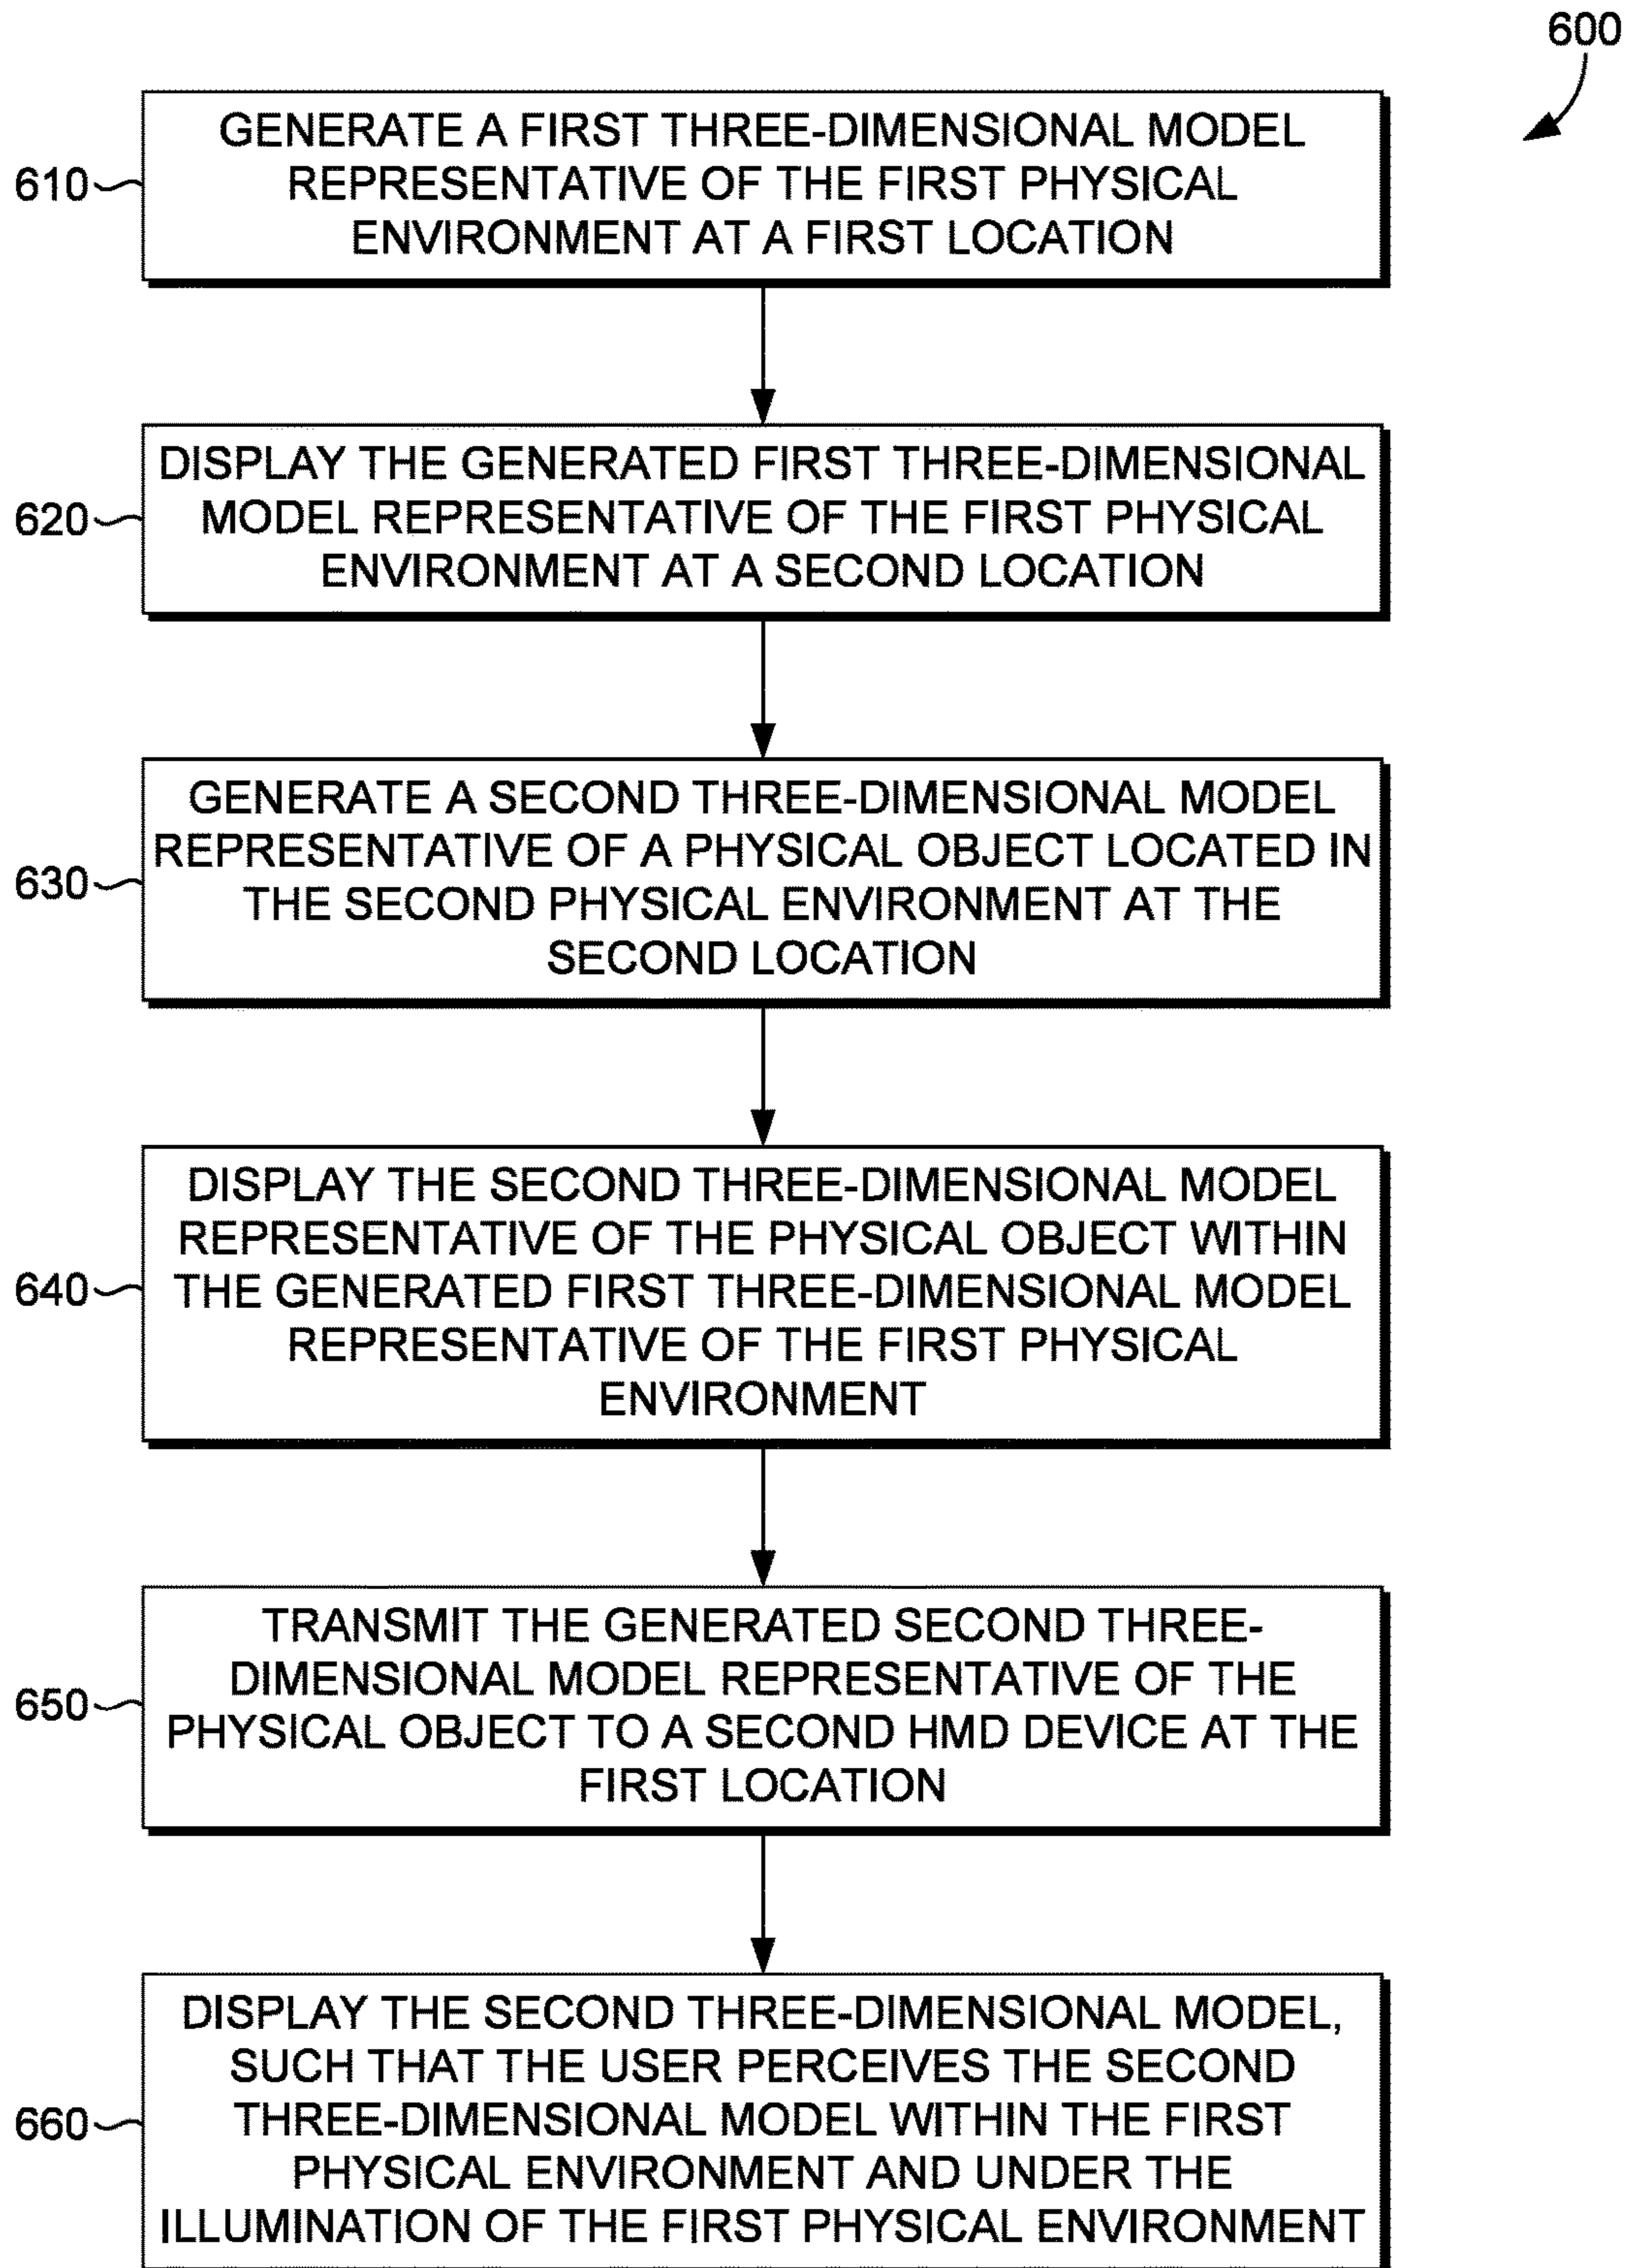 600
GENERATE A FIRST THREE-DIMENSIONAL MODEL
REPRESENTATIVE OF THE FIRST PHYSICAL
ENVIRONMENT AT A FIRST LOCATION
610
DISPLAY THE GENERATED FIRST THREE-DIMENSIONAL
MODEL REPRESENTATIVE OF THE FIRST PHYSICAL
ENVIRONMENT AT A SECOND LOCATION
620
GENERATE A SECOND THREE-DIMENSIONAL MODEL
REPRESENTATIVE OF A PHYSICAL OBJECT LOCATED IN
THE SECOND PHYSICAL ENVIRONMENT AT THE
SECOND LOCATION
630
DISPLAY THE SECOND THREE-DIMENSIONAL MODEL
REPRESENTATIVE OF THE PHYSICAL OBJECT WITHIN
THE GENERATED FIRST THREE-DIMENSIONAL MODEL
REPRESENTATIVE OF THE FIRST PHYSICAL
ENVIRONMENT
640
TRANSMIT THE GENERATED SECOND THREE-
DIMENSIONAL MODEL REPRESENTATIVE OF THE
PHYSICAL OBJECT TO A SECOND HMD DEVICE AT THE
FIRST LOCATION
650
DISPLAY THE SECOND THREE-DIMENSIONAL MODEL,
SUCH THAT THE USER PERCEIVES THE SECOND
THREE-DIMENSIONAL MODEL WITHIN THE FIRST
PHYSICAL ENVIRONMENT AND UNDER THE
ILLUMINATION OF THE FIRST PHYSICAL ENVIRONMENT
660